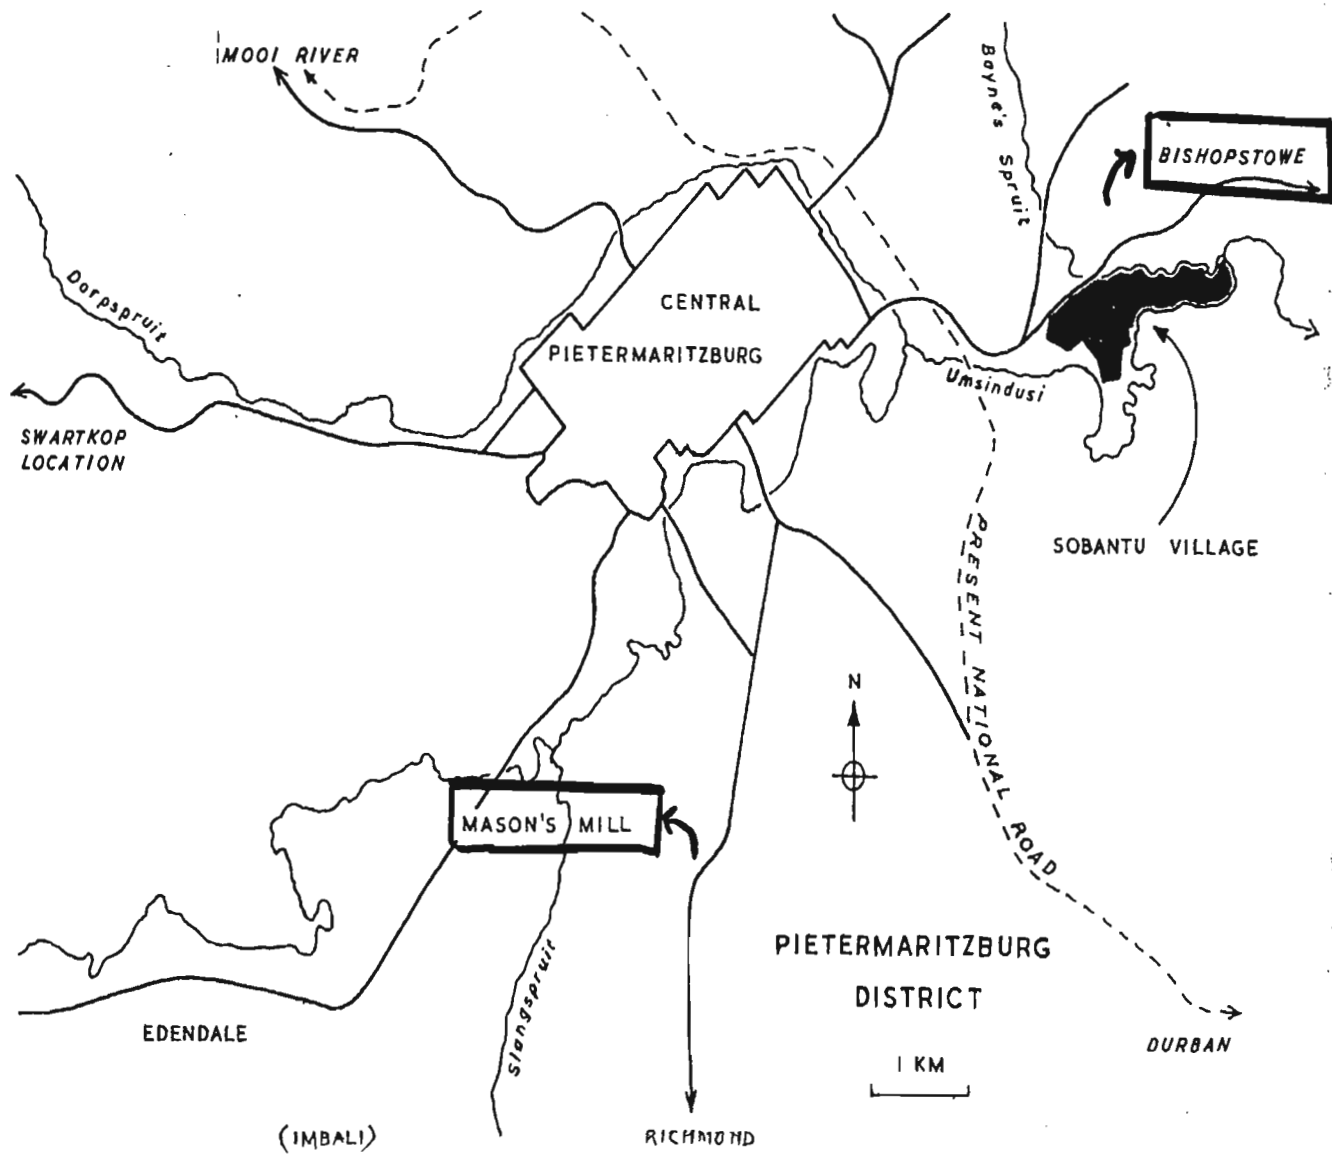 MOOI RIVER
Bayne's Spruit
BISHOPSTOWE
Dorpspruit
CENTRAL
PIETERMARITZBURG
Umsindusi
SWARTKOP
LOCATION
SOBANTU VILLAGE
PRESENT NATIONAL ROAD
N
MASON'S MILL
PIETERMARITZBURG
DISTRICT
Slangspruit
EDENDALE
DURBAN
1 KM
(IMBALI)
RICHMOND